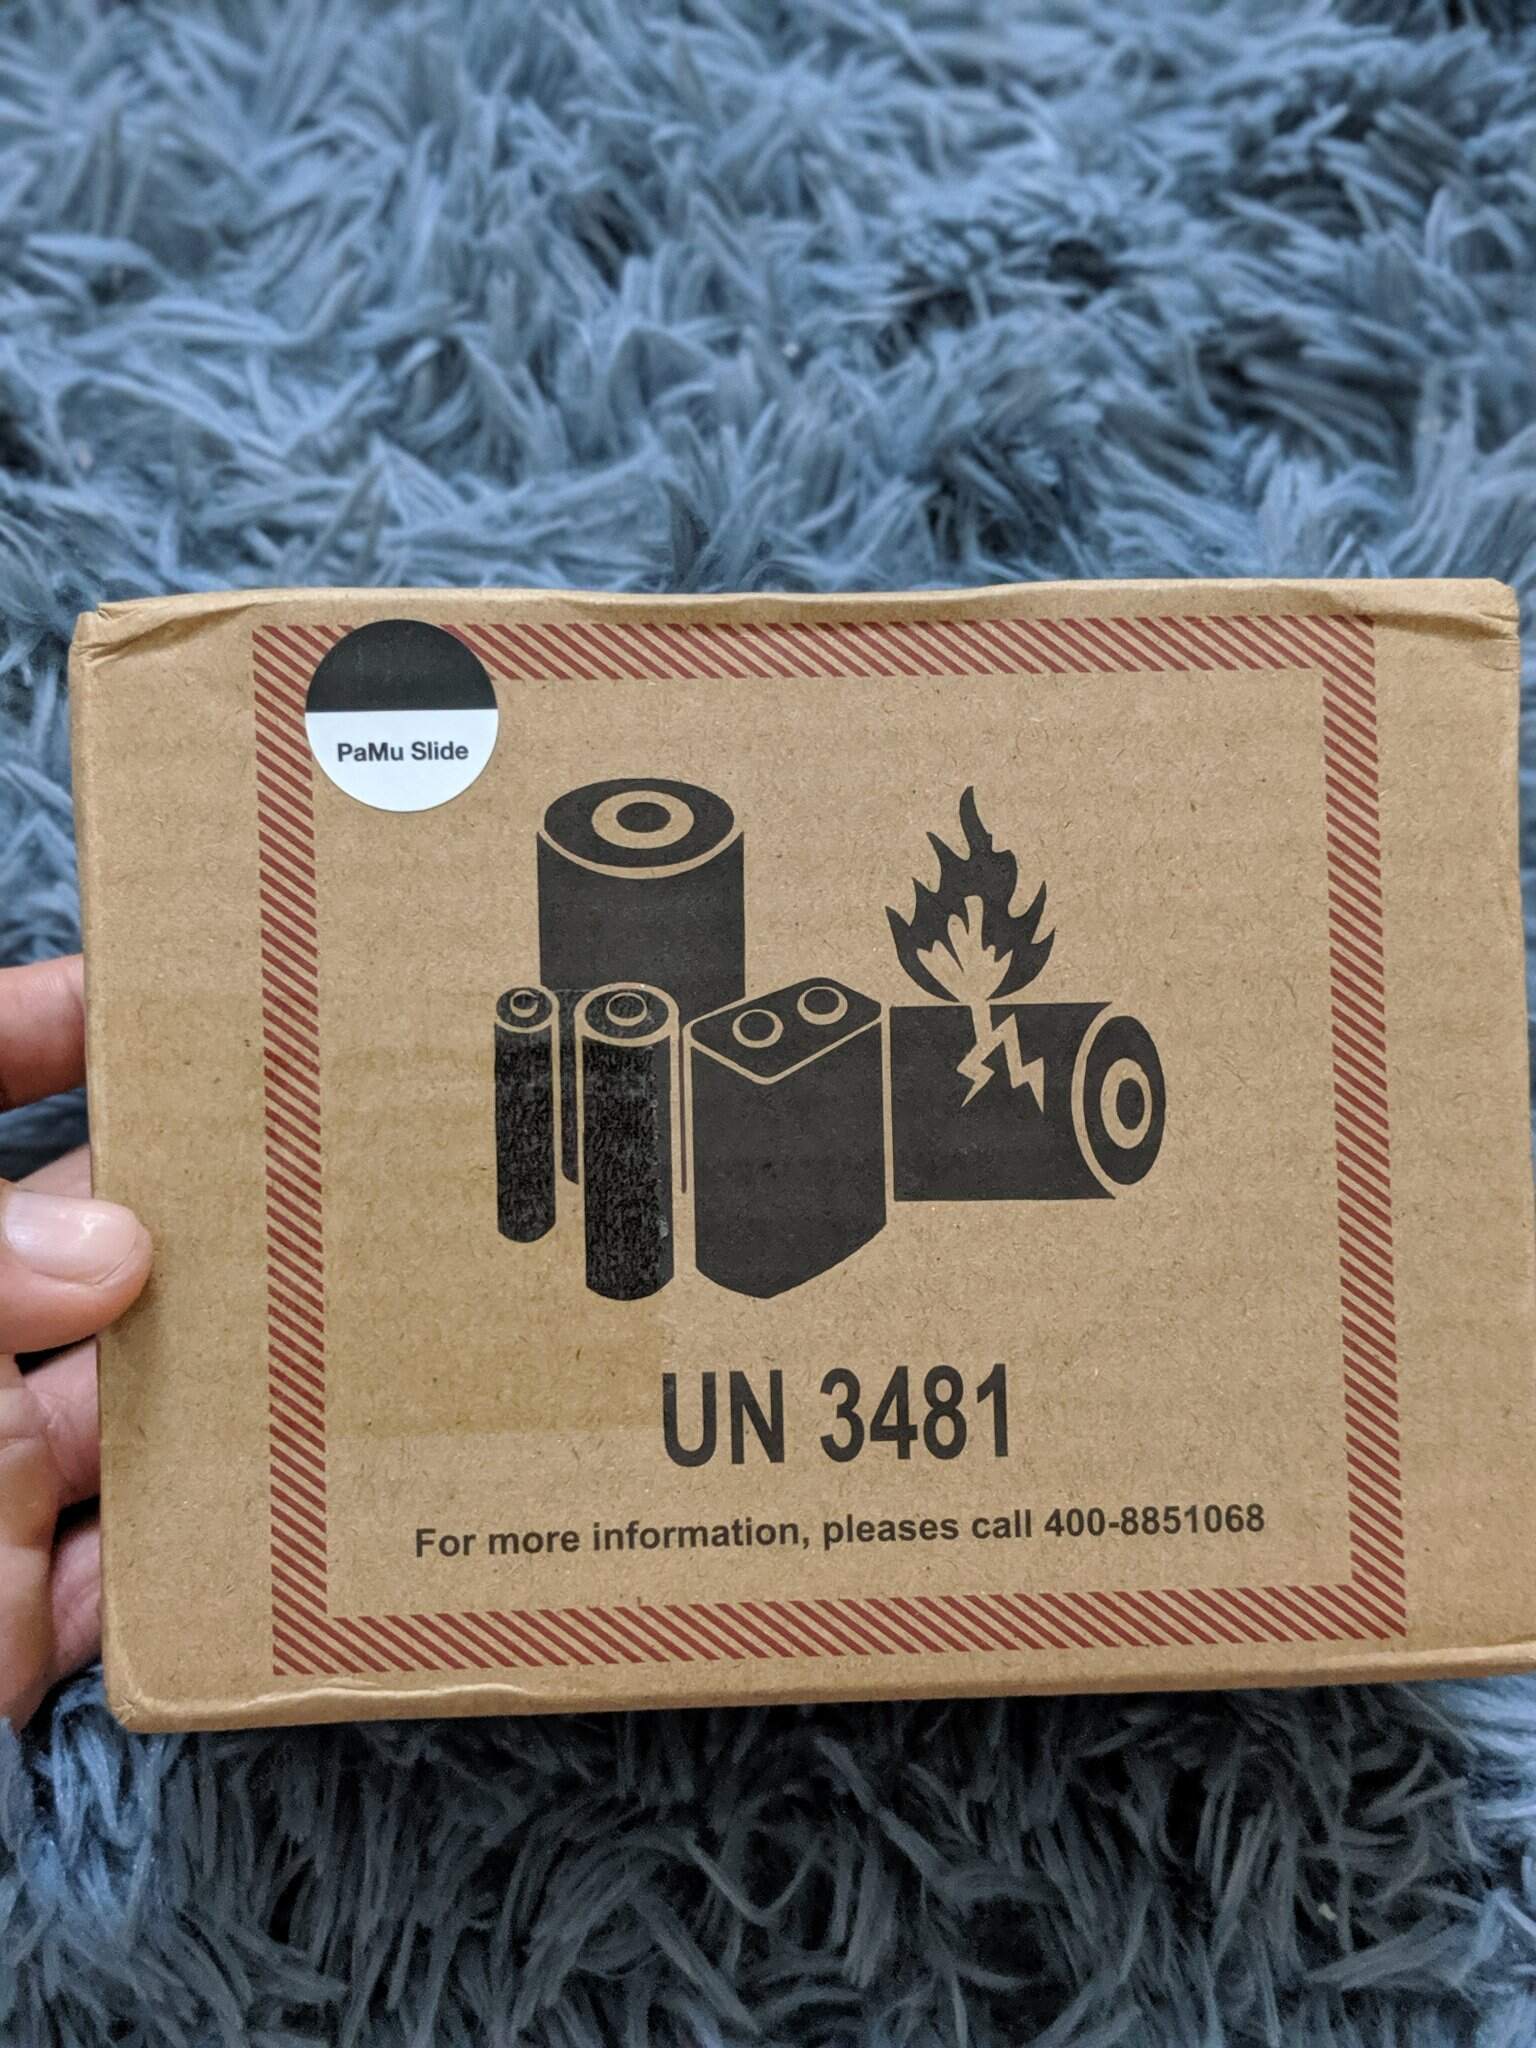 PaMu Slide
UN 3481
For more information, pleases call 400-8851068